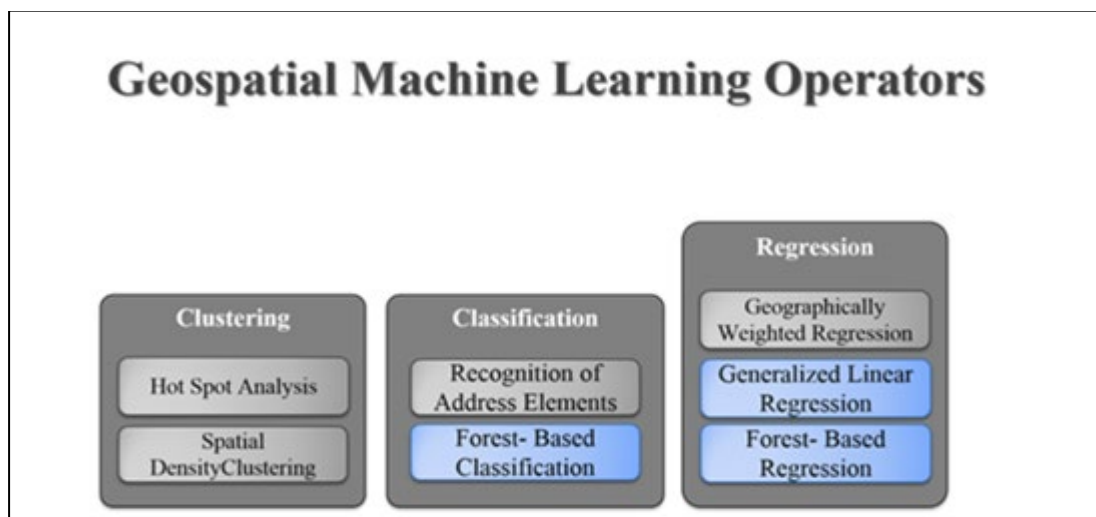 Geospatial Machine Learning Operators
Clustering
Hot Spot Analysis
Spatial
DensityClustering
Classification
Recognition of
Address Elements
Forest- Based
Classification
Regression
Geographically
Weighted Regression
Generalized Linear
Regression
Forest- Based
Regression